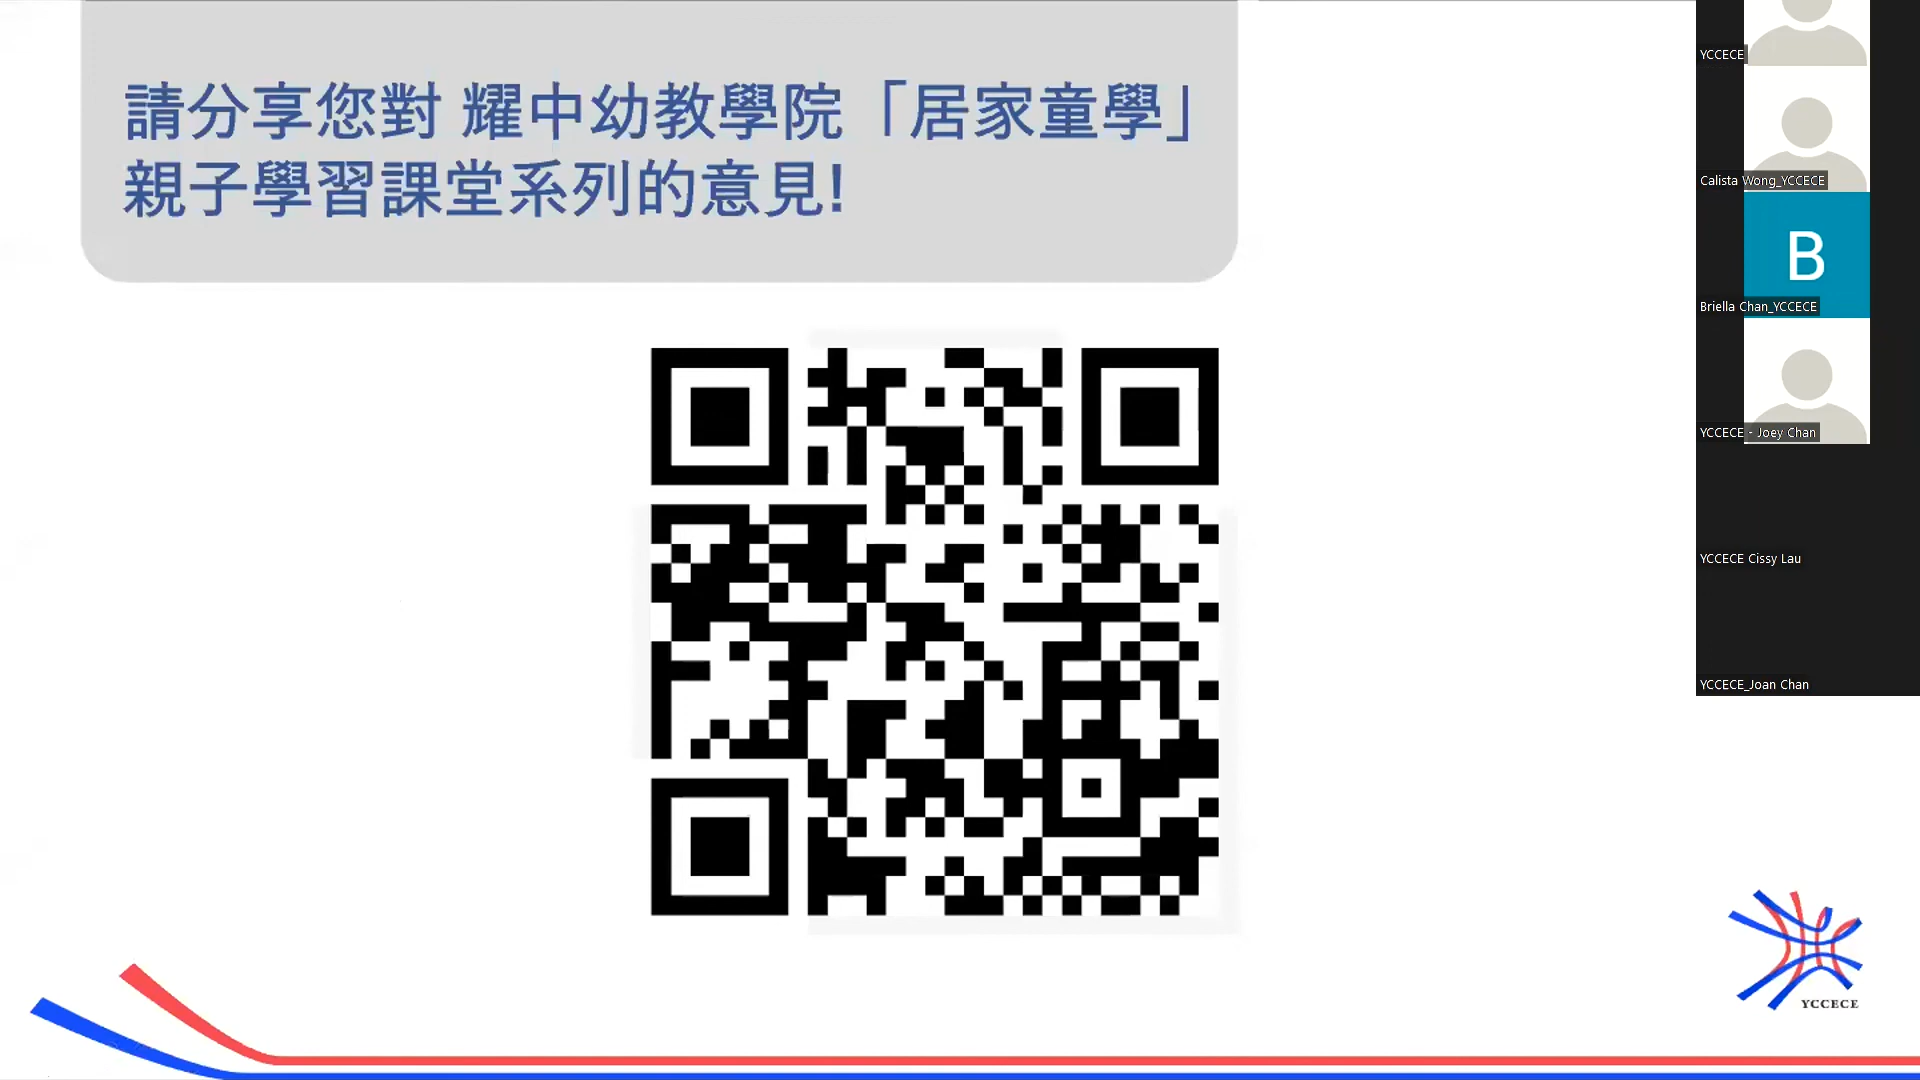 請分享您對 耀中幼教學院「居家童學」
親子學習課堂系列的意見!
YCCECE
Calista Wong_YCCECE
B
Briella Chan_YCCECE
YCCECE - Joey Chan
YCCECE Cissy Lau
YCCECE_Joan Chan
YCCECE